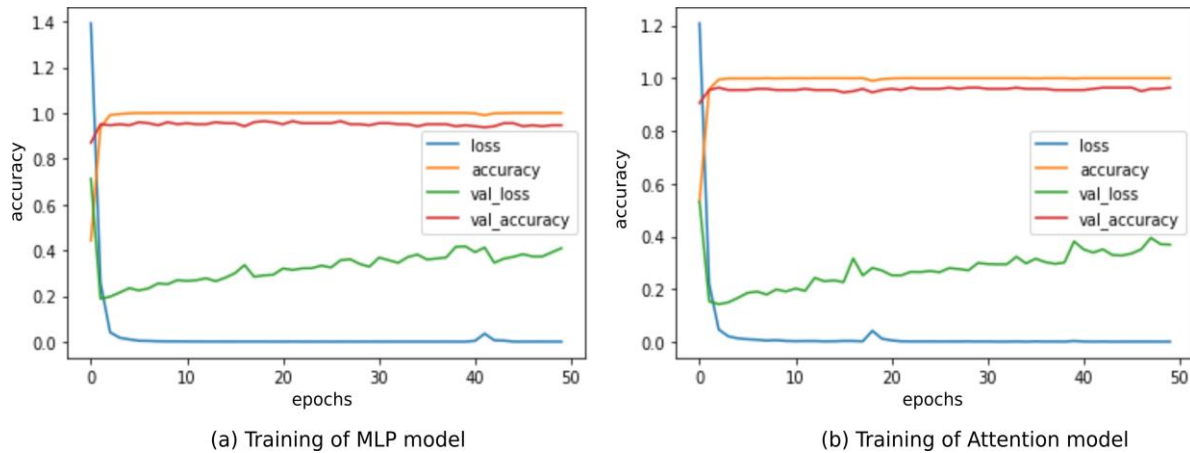 1.4
1.2
1.0
0.8
0.6
0.4
0.2
0.0
accuracy
loss
accuracy
val_loss
val_accuracy
0 10 20 30 40 50
epochs
(a) Training of MLP model
1.2
1.0
0.8
0.6
0.4
0.2
0.0
accuracy
loss
accuracy
val_loss
val_accuracy
0 10 20 30 40 50
epochs
(b) Training of Attention model